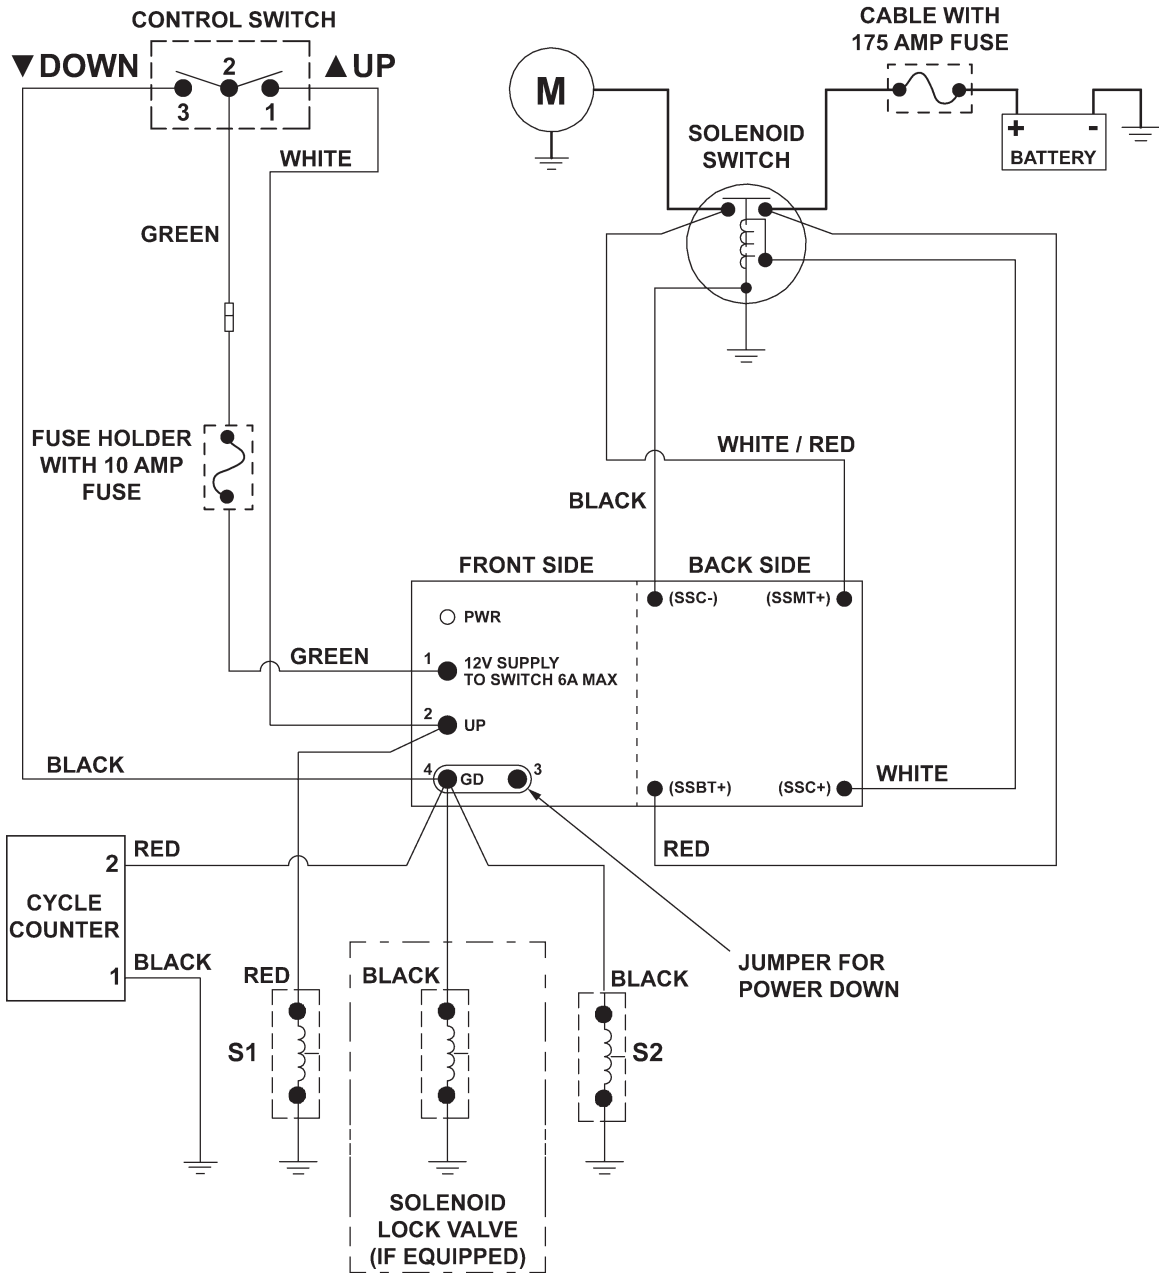 CONTROL SWITCH
▼DOWN
2
▲UP
3
1
WHITE
GREEN
CABLE WITH
175 AMP FUSE
M
SOLENOID
SWITCH
+
-
BATTERY
FUSE HOLDER
WITH 10 AMP
FUSE
WHITE / RED
BLACK
FRONT SIDE
BACK SIDE
(SSC-)
(SSMT+)
PWR
GREEN
1
12V SUPPLY
TO SWITCH 6A MAX
2
UP
BLACK
4
GD
3
(SSBT+)
(SSC+)
WHITE
RED
2
RED
CYCLE
COUNTER
1
BLACK
JUMPER FOR
POWER DOWN
RED
BLACK
BLACK
S1
S2
SOLENOID
LOCK VALVE
(IF EQUIPPED)